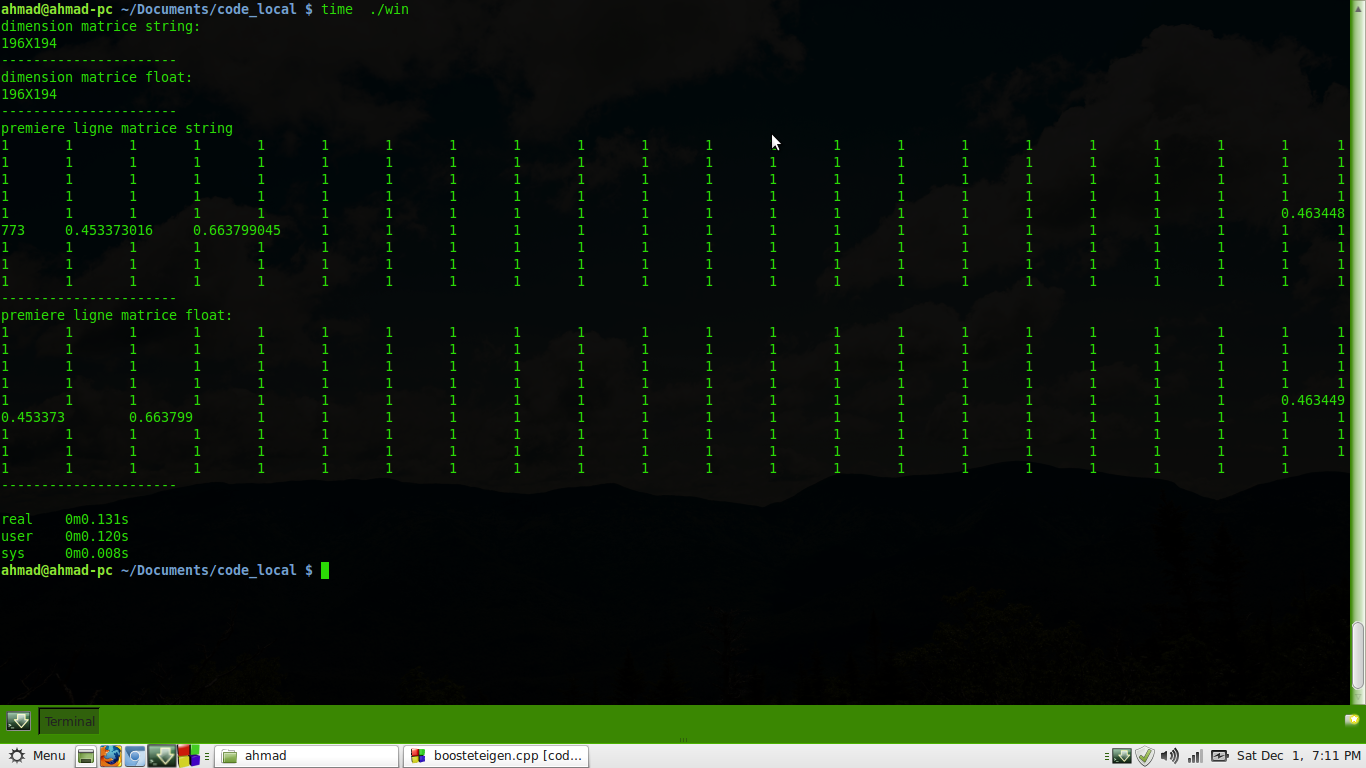 ahmad@ahmad-pc ~/Documents/code_local $ time ./win
dimension matrice string:
196X194
----------------------
dimension matrice float:
196X194
----------------------
premiere ligne matrice string
1 1 1 1 1 1 1 1 1 1 1 1 1 1 1 1 1 1 1 1 1
1 1 1 1 1 1 1 1 1 1 1 1 1 1 1 1 1 1 1 1 1 1
1 1 1 1 1 1 1 1 1 1 1 1 1 1 1 1 1 1 1 1 1 1
1 1 1 1 1 1 1 1 1 1 1 1 1 1 1 1 1 1 1 1 1 1
1 1 1 1 1 1 1 1 1 1 1 1 1 1 1 1 1 1 1 1 0.463448
773 0.453373016 0.663799045 1 1 1 1 1 1 1 1 1 1 1 1 1 1 1 1 1
1 1 1 1 1 1 1 1 1 1 1 1 1 1 1 1 1 1 1 1 1 1
1 1 1 1 1 1 1 1 1 1 1 1 1 1 1 1 1 1 1 1 1 1
1 1 1 1 1 1 1 1 1 1 1 1 1 1 1 1 1 1 1 1 1 1
----------------------
premiere ligne matrice float:
1 1 1 1 1 1 1 1 1 1 1 1 1 1 1 1 1 1 1 1 1 1
1 1 1 1 1 1 1 1 1 1 1 1 1 1 1 1 1 1 1 1 1 1
1 1 1 1 1 1 1 1 1 1 1 1 1 1 1 1 1 1 1 1 1 1
1 1 1 1 1 1 1 1 1 1 1 1 1 1 1 1 1 1 1 1 1 1
1 1 1 1 1 1 1 1 1 1 1 1 1 1 1 1 1 1 1 1 0.463449
0.453373 0.663799 1 1 1 1 1 1 1 1 1 1 1 1 1 1 1 1 1 1
1 1 1 1 1 1 1 1 1 1 1 1 1 1 1 1 1 1 1 1 1 1
1 1 1 1 1 1 1 1 1 1 1 1 1 1 1 1 1 1 1 1 1 1
1 1 1 1 1 1 1 1 1 1 1 1 1 1 1 1 1 1 1 1 1
----------------------
real 0m0.131s
user 0m0.120s
sys 0m0.008s
ahmad@ahmad-pc ~/Documents/code_local $
Terminal
Menu ahmad boosteteigen.cpp [cod... Sat Dec 1, 7:11 PM